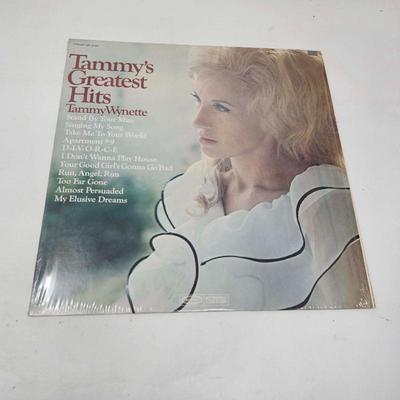 Tammy's
Greatest
Hits
Tammy Wynette
Stand By Your Man
Singing My Song
Take Me To Your World
Apartment #9
D-I-V-O-R-C-E
I Don't Wanna Play House
Your Good Girl's Gonna Go Bad
Run, Angel, Run
Too Far Gone
Almost Persuaded
My Elusive Dreams